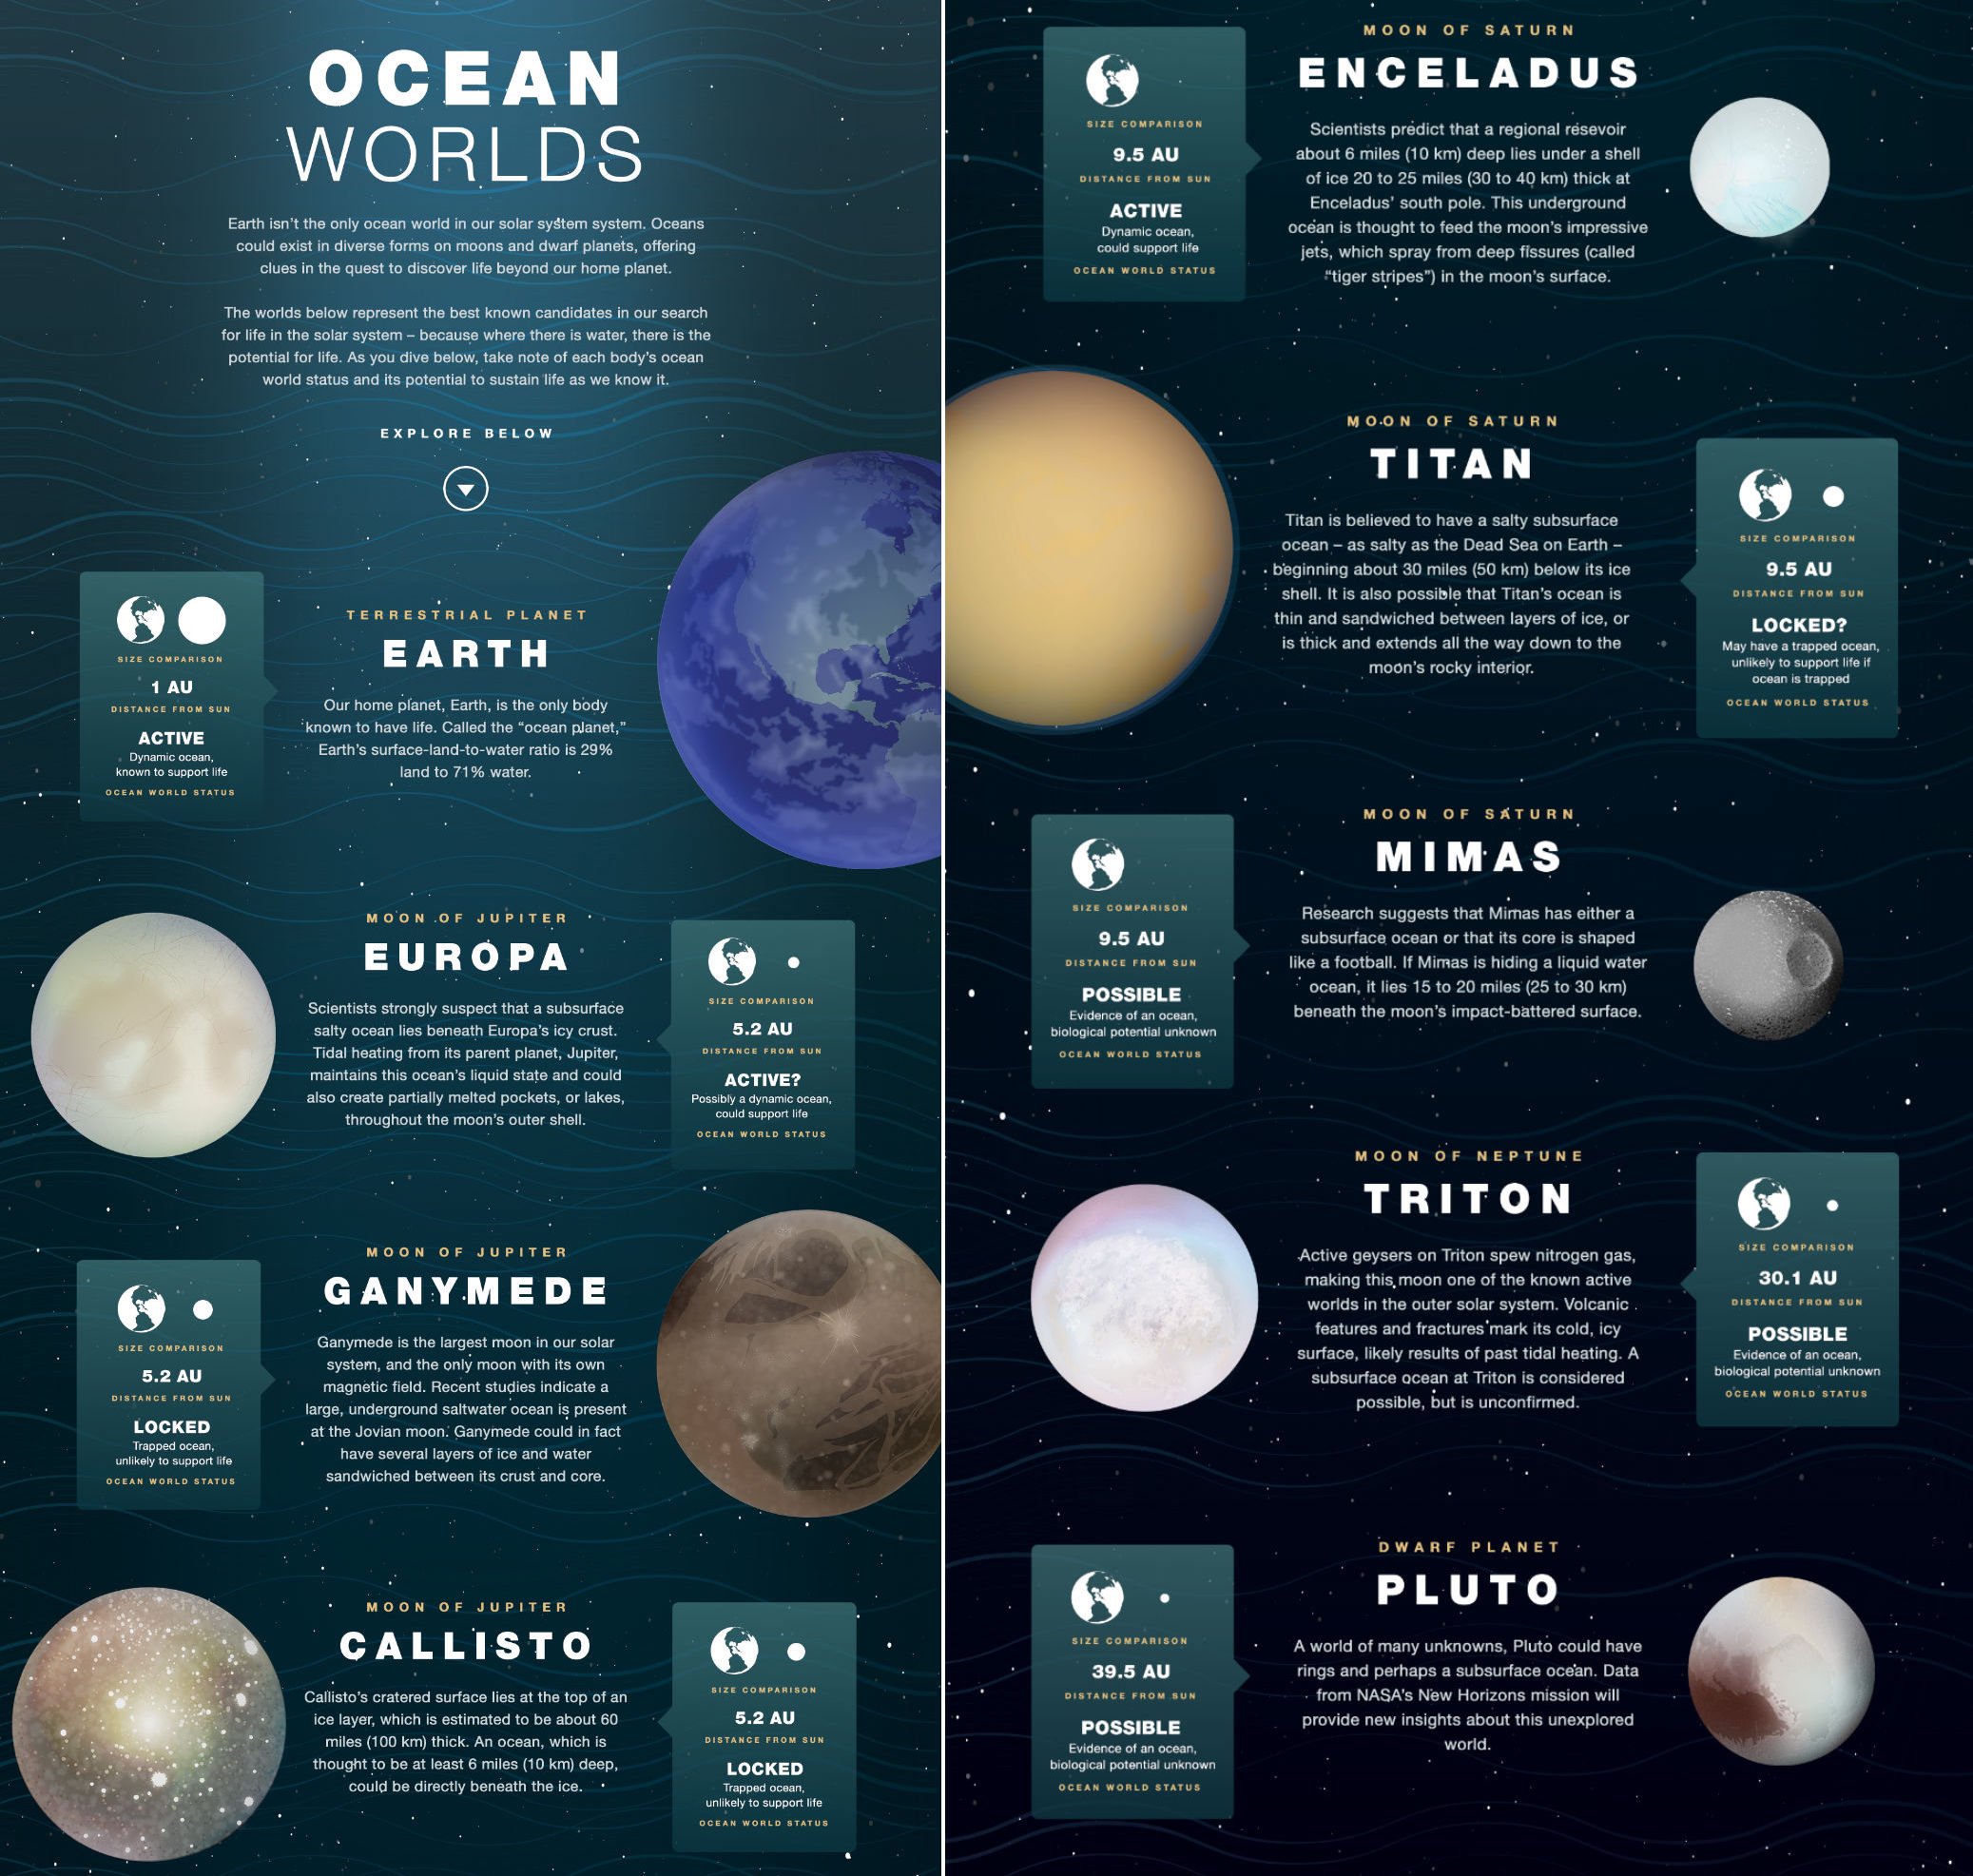 OCEAN
WORLDS
Earth isn't the only ocean world in our solar system system. Oceans
could exist in diverse forms on moons and dwarf planets, offering
clues in the quest to discover life beyond our home planet.
The worlds below represent the best known candidates in our search
for life in the solar system – because where there is water, there is the
potential for life. As you dive below, take note of each body's ocean
world status and its potential to sustain life as we know it.
EXPLORE BELOW
SIZE COMPARISON
1 AU
DISTANCE FROM SUN
ACTIVE
Dynamic ocean,
known to support life
OCEAN WORLD STATUS
TERRESTRIAL PLANET
EARTH
Our home planet, Earth, is the only body
known to have life. Called the “ocean planet,”
Earth's surface-land-to-water ratio is 29%
land to 71% water.
MOON OF JUPITER
EUROPA
Scientists strongly suspect that a subsurface
salty ocean lies beneath Europa's icy crust.
Tidal heating from its parent planet, Jupiter,
maintains this ocean's liquid state and could
also create partially melted pockets, or lakes,
throughout the moon's outer shell.
SIZE COMPARISON
5.2 AU
DISTANCE FROM SUN
ACTIVE?
Possibly a dynamic ocean,
could support life
OCEAN WORLD STATUS
SIZE COMPARISON
5.2 AU
DISTANCE FROM SUN
LOCKED
Trapped ocean,
unlikely to support life
OCEAN WORLD STATUS
MOON OF JUPITER
GANYMEDE
Ganymede is the largest moon in our solar
system, and the only moon with its own
magnetic field. Recent studies indicate a
large, underground saltwater ocean is present
at the Jovian moon. Ganymede could in fact
have several layers of ice and water
sandwiched between its crust and core.
MOON OF JUPITER
CALLISTO
Callisto's cratered surface lies at the top of an
ice layer, which is estimated to be about 60
miles (100 km) thick. An ocean, which is
thought to be at least 6 miles (10 km) deep,
could be directly beneath the ice.
SIZE COMPARISON
5.2 AU
DISTANCE FROM SUN
LOCKED
Trapped ocean,
unlikely to support life
OCEAN WORLD STATUS
SIZE COMPARISON
9.5 AU
DISTANCE FROM SUN
ACTIVE
Dynamic ocean,
could support life
OCEAN WORLD STATUS
MOON OF SATURN
ENCELADUS
Scientists predict that a regional resevoir
about 6 miles (10 km) deep lies under a shell
of ice 20 to 25 miles (30 to 40 km) thick at
Enceladus' south pole. This underground
ocean is thought to feed the moon's impressive
jets, which spray from deep fissures (called
“tiger stripes”) in the moon's surface.
MOON OF SATURN
TITAN
Titan is believed to have a salty subsurface
ocean – as salty as the Dead Sea on Earth –
beginning about 30 miles (50 km) below its ice
shell. It is also possible that Titan's ocean is
thin and sandwiched between layers of ice, or
is thick and extends all the way down to the
moon's rocky interior.
SIZE COMPARISON
9.5 AU
DISTANCE FROM SUN
LOCKED?
May have a trapped ocean,
unlikely to support life if
ocean is trapped
OCEAN WORLD STATUS
SIZE COMPARISON
9.5 AU
DISTANCE FROM SUN
POSSIBLE
Evidence of an ocean,
biological potential unknown
OCEAN WORLD STATUS
MOON OF SATURN
MIMAS
Research suggests that Mimas has either a
subsurface ocean or that its core is shaped
like a football. If Mimas is hiding a liquid water
ocean, it lies 15 to 20 miles (25 to 30 km)
beneath the moon's impact-battered surface.
MOON OF NEPTUNE
TRITON
Active geysers on Triton spew nitrogen gas,
making this moon one of the known active
worlds in the outer solar system. Volcanic
features and fractures mark its cold, icy
surface, likely results of past tidal heating. A
subsurface ocean at Triton is considered
possible, but is unconfirmed.
SIZE COMPARISON
30.1 AU
DISTANCE FROM SUN
POSSIBLE
Evidence of an ocean,
biological potential unknown
OCEAN WORLD STATUS
SIZE COMPARISON
39.5 AU
DISTANCE FROM SUN
POSSIBLE
Evidence of an ocean,
biological potential unknown
OCEAN WORLD STATUS
DWARF PLANET
PLUTO
A world of many unknowns, Pluto could have
rings and perhaps a subsurface ocean. Data
from NASA's New Horizons mission will
provide new insights about this unexplored
world.